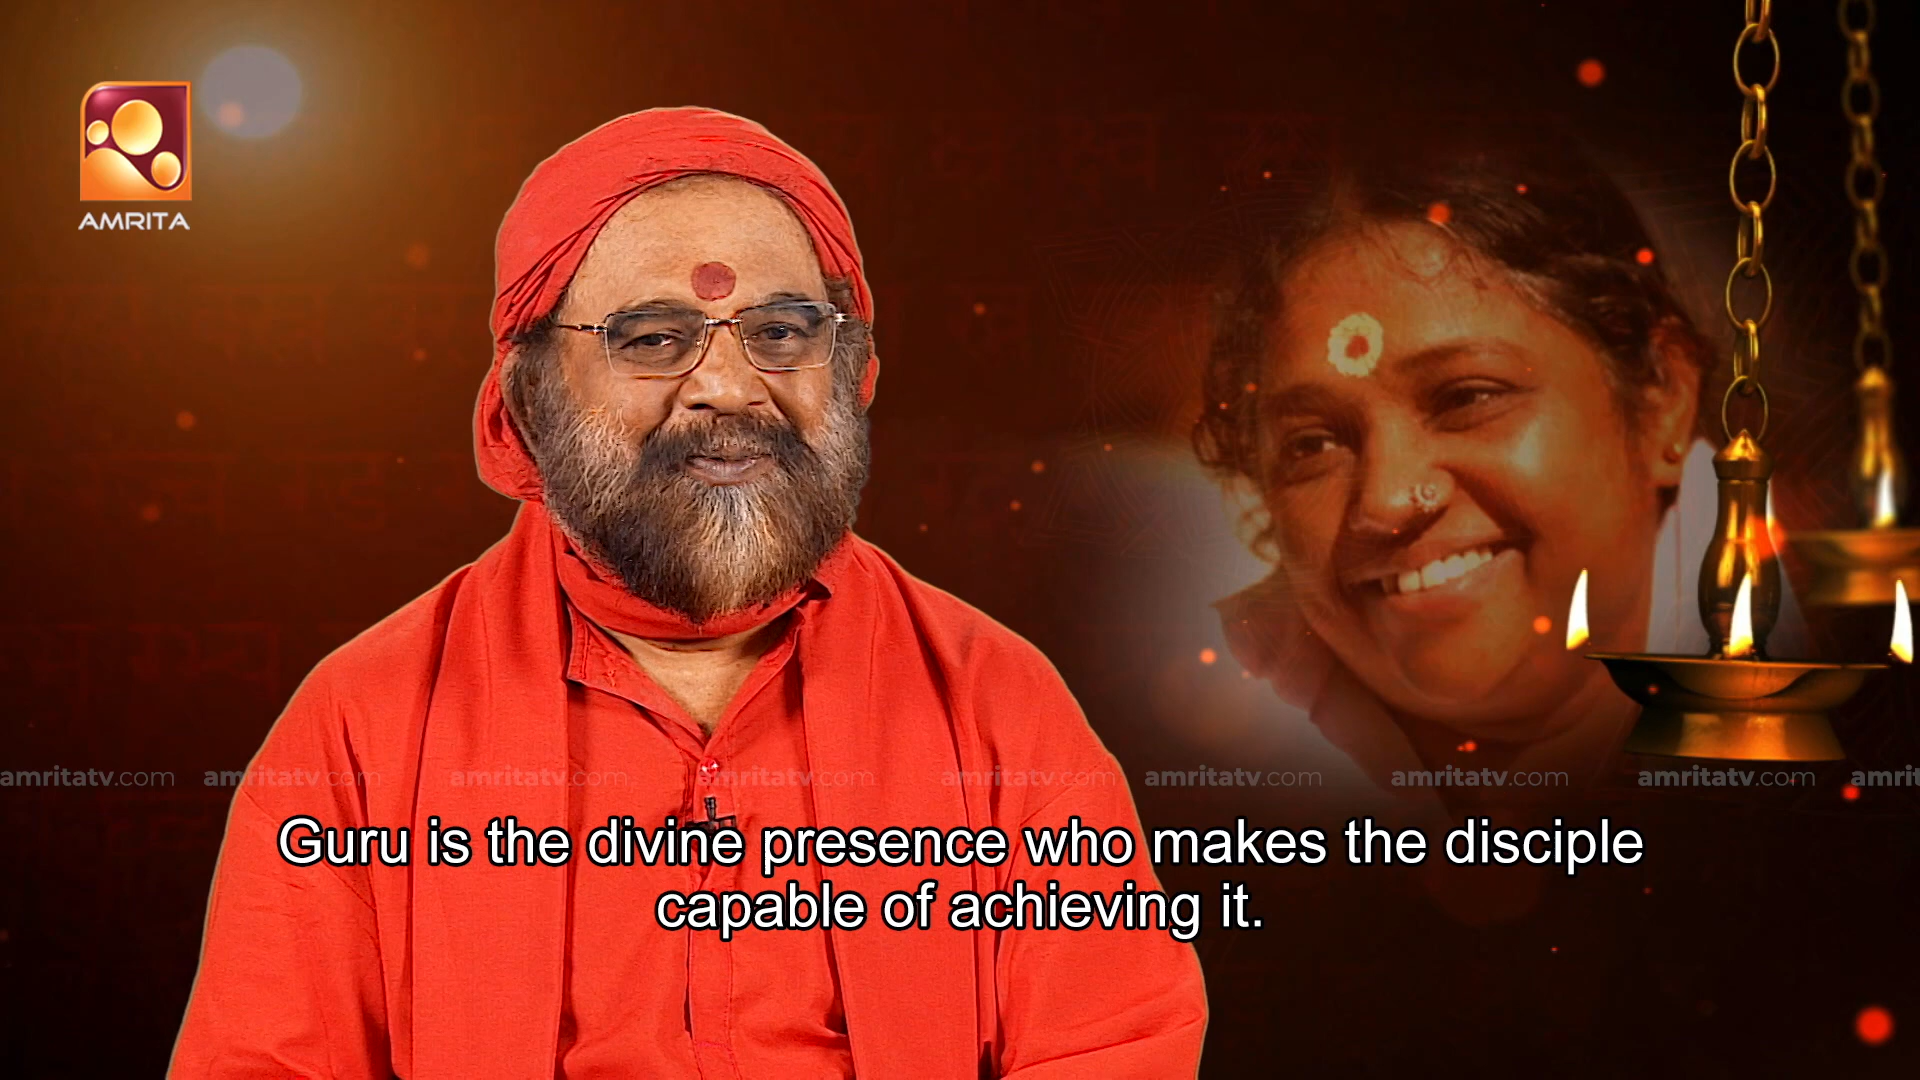 AMRITA
amritatv.com amritatv.com amritatv.com amritatv.com amritatv.com amritatv.com amritatv.com amritatv.com amrita
Guru is the divine presence who makes the disciple
capable of achieving it.